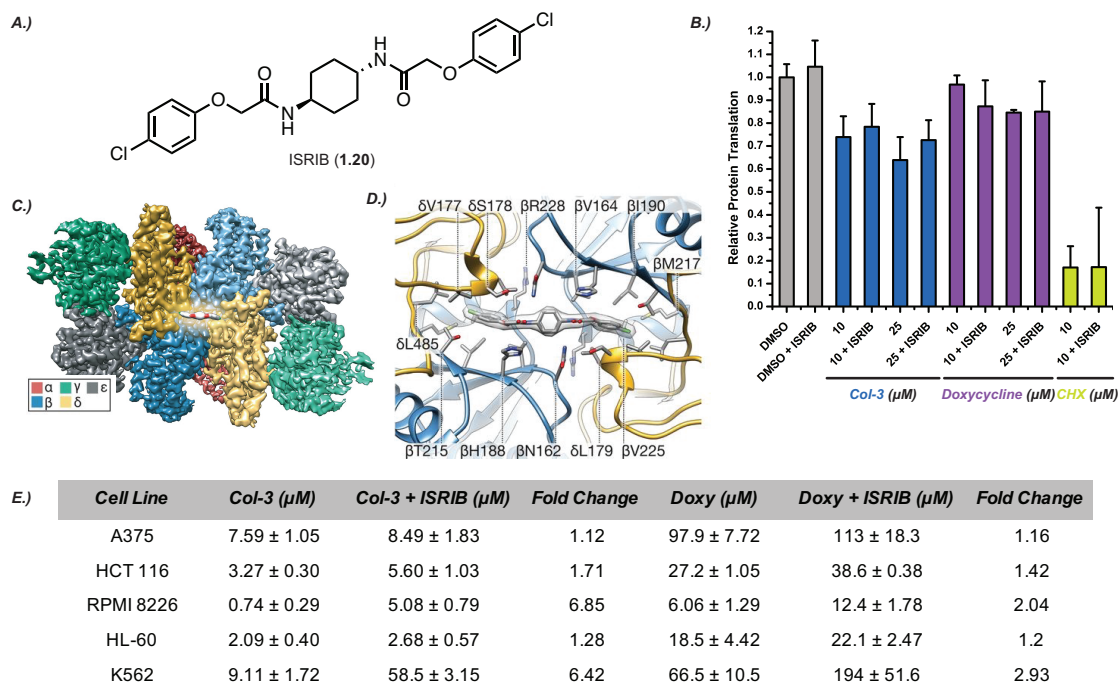 A.)
Cl
O
O
N
H
H
N
O
O
Cl
ISRIB (1.20)
B.)
Relative Protein Translation
1.2
1.1
1.0
0.9
0.8
0.7
0.6
0.5
0.4
0.3
0.2
0.1
0.0
DMSO
DMSO + ISRIB
10
10 + ISRIB
25
25 + ISRIB
10
10 + ISRIB
25
25 + ISRIB
10
10 + ISRIB
Col-3 (μM)
Doxycycline (μM)
CHX (μM)
C.)
α γ ε
β δ
D.)
δV177 δS178 βR228 βV164 βI190
βM217
δL485
βT215 βH188 βN162 δL179 βV225
E.)
Cell Line Col-3 (μM) Col-3 + ISRIB (μM) Fold Change Doxy (μM) Doxy + ISRIB (μM) Fold Change
A375 7.59 ± 1.05 8.49 ± 1.83 1.12 97.9 ± 7.72 113 ± 18.3 1.16
HCT 116 3.27 ± 0.30 5.60 ± 1.03 1.71 27.2 ± 1.05 38.6 ± 0.38 1.42
RPMI 8226 0.74 ± 0.29 5.08 ± 0.79 6.85 6.06 ± 1.29 12.4 ± 1.78 2.04
HL-60 2.09 ± 0.40 2.68 ± 0.57 1.28 18.5 ± 4.42 22.1 ± 2.47 1.2
K562 9.11 ± 1.72 58.5 ± 3.15 6.42 66.5 ± 10.5 194 ± 51.6 2.93